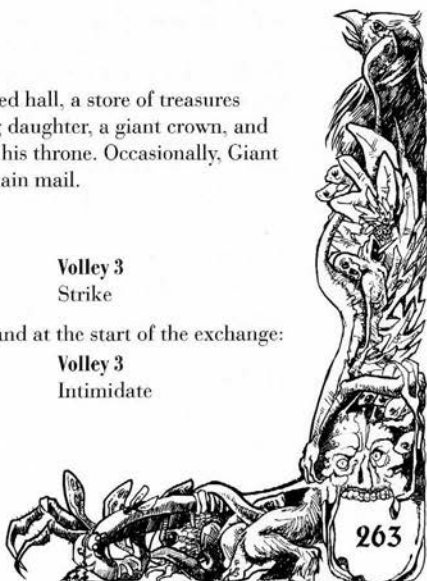 ed hall, a store of treasures
daughter, a giant crown, and
his throne. Occasionally, Giant
ain mail.
Volley 3
Strike
and at the start of the exchange:
Volley 3
Intimidate
263